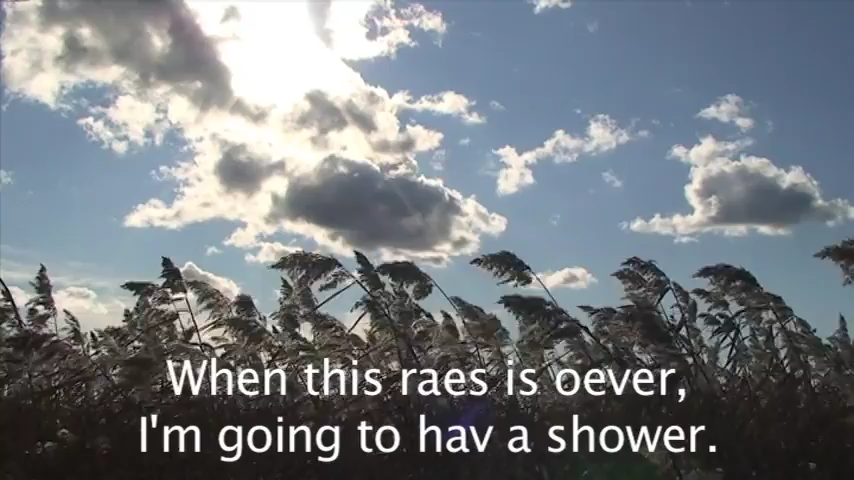 When this raes is oever,
I'm going to hav a shower.